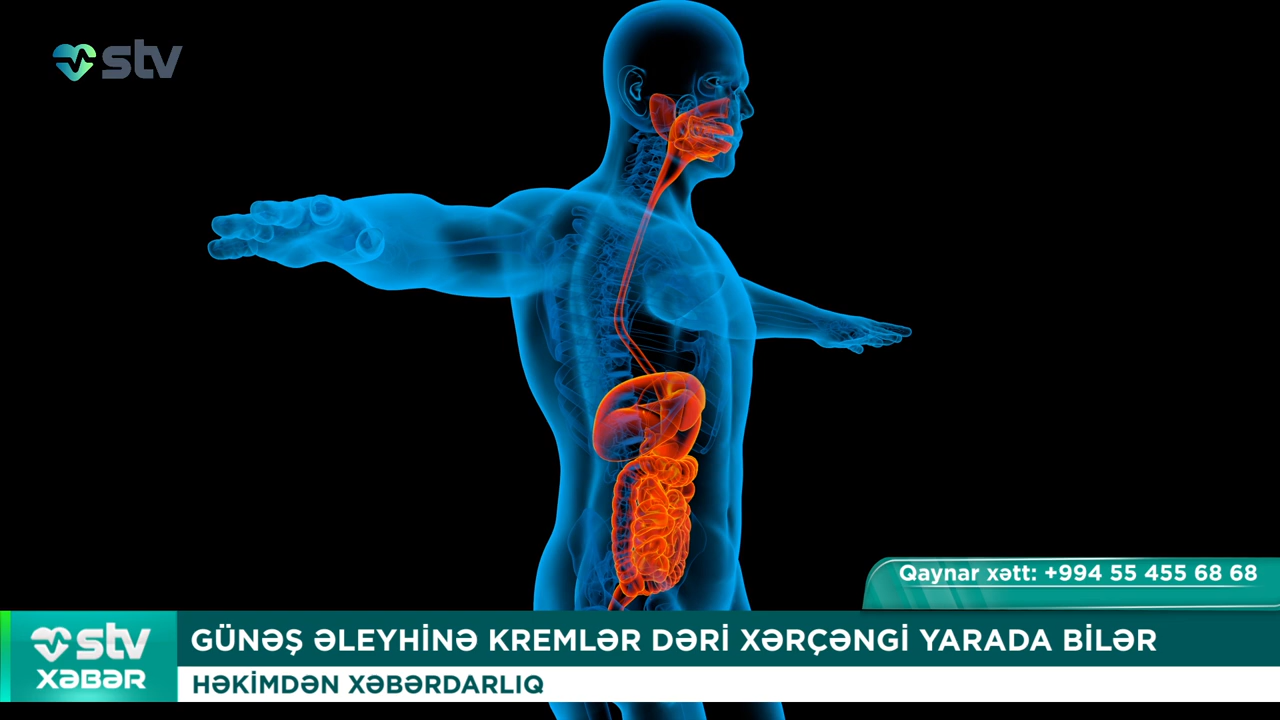 stv
Qaynar xətt: +994 55 455 68 68
stv
XƏBƏR
GÜNƏŞ ƏLEYHİNƏ KREMLƏR DƏRİ XƏRÇƏNGİ YARADA BİLƏR
HƏKİMDƏN XƏBƏRDARLIQ